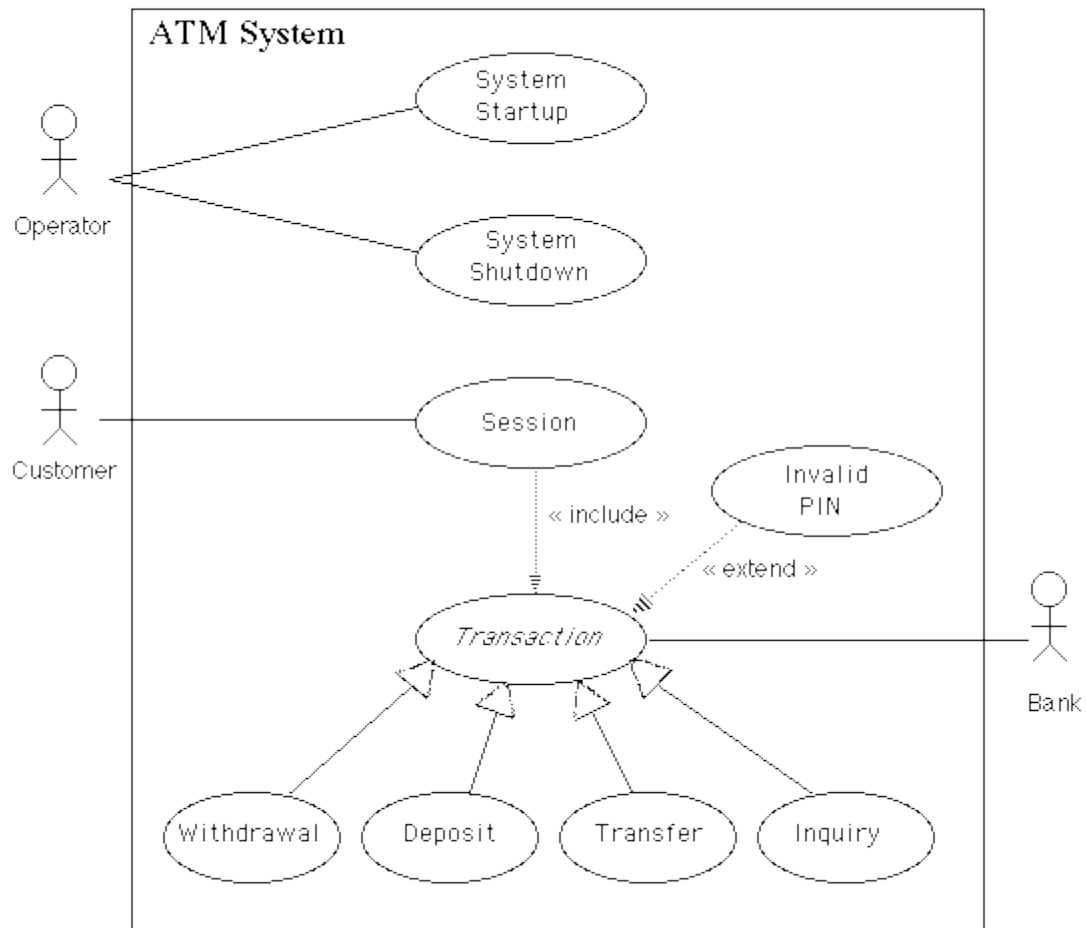 ATM System
System
Startup
Operator
System
Shutdown
Customer
Session
Invalid
PIN
« include »
« extend »
Transaction
Bank
Withdrawal
Deposit
Transfer
Inquiry